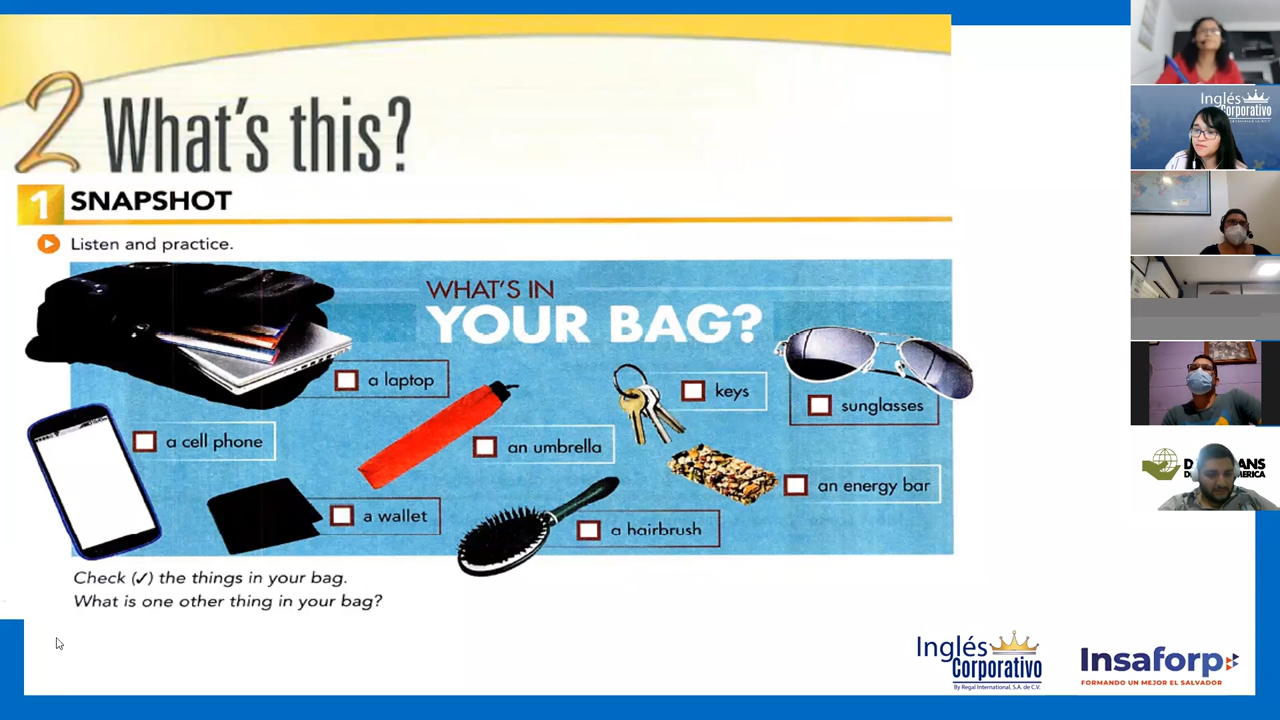 2 What's this?
1 SNAPSHOT
Listen and practice.
WHAT'S IN
YOUR BAG?
a laptop
keys
sunglasses
a cell phone
an umbrella
an energy bar
a wallet
a hairbrush
Check (✓) the things in your bag.
What is one other thing in your bag?
Inglés
Corporativo
By Regal International, S.A. de C.V.
Insaforp
FORMANDO UN MEJOR EL SALVADOR
Inglés
Corporativo